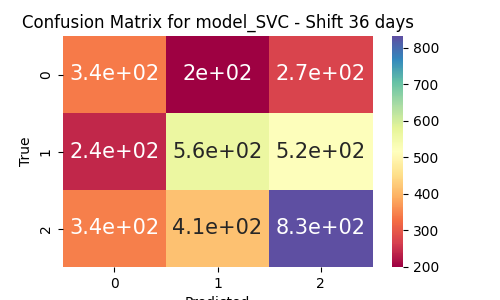 Confusion Matrix for model_SVC - Shift 36 days
0 3.4e+02 2e+02 2.7e+02
True 1 2.4e+02 5.6e+02 5.2e+02
2 3.4e+02 4.1e+02 8.3e+02
0 1 2
Predicted
800
700
600
500
400
300
200